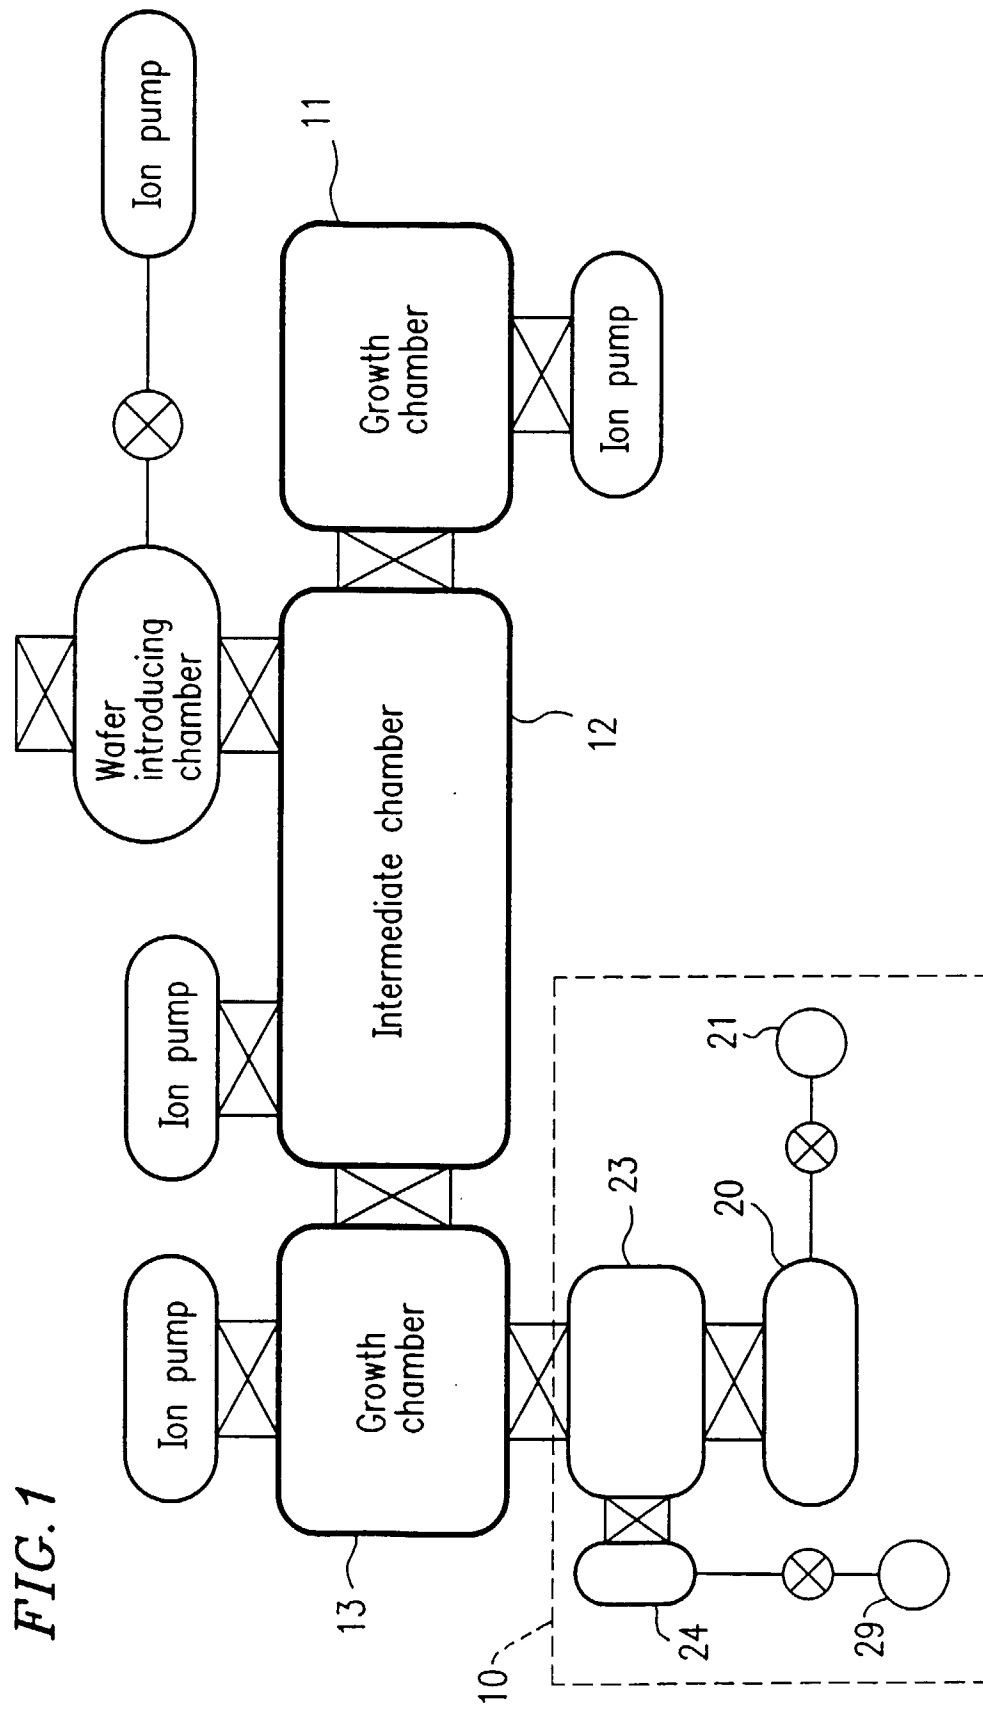 FIG. 1
Ion pump
Ion pump
Wafer
introducing
chamber
Ion pump
13
Growth
chamber
Intermediate chamber
12
Growth
chamber
11
Ion pump
10
23
24
20
21
29